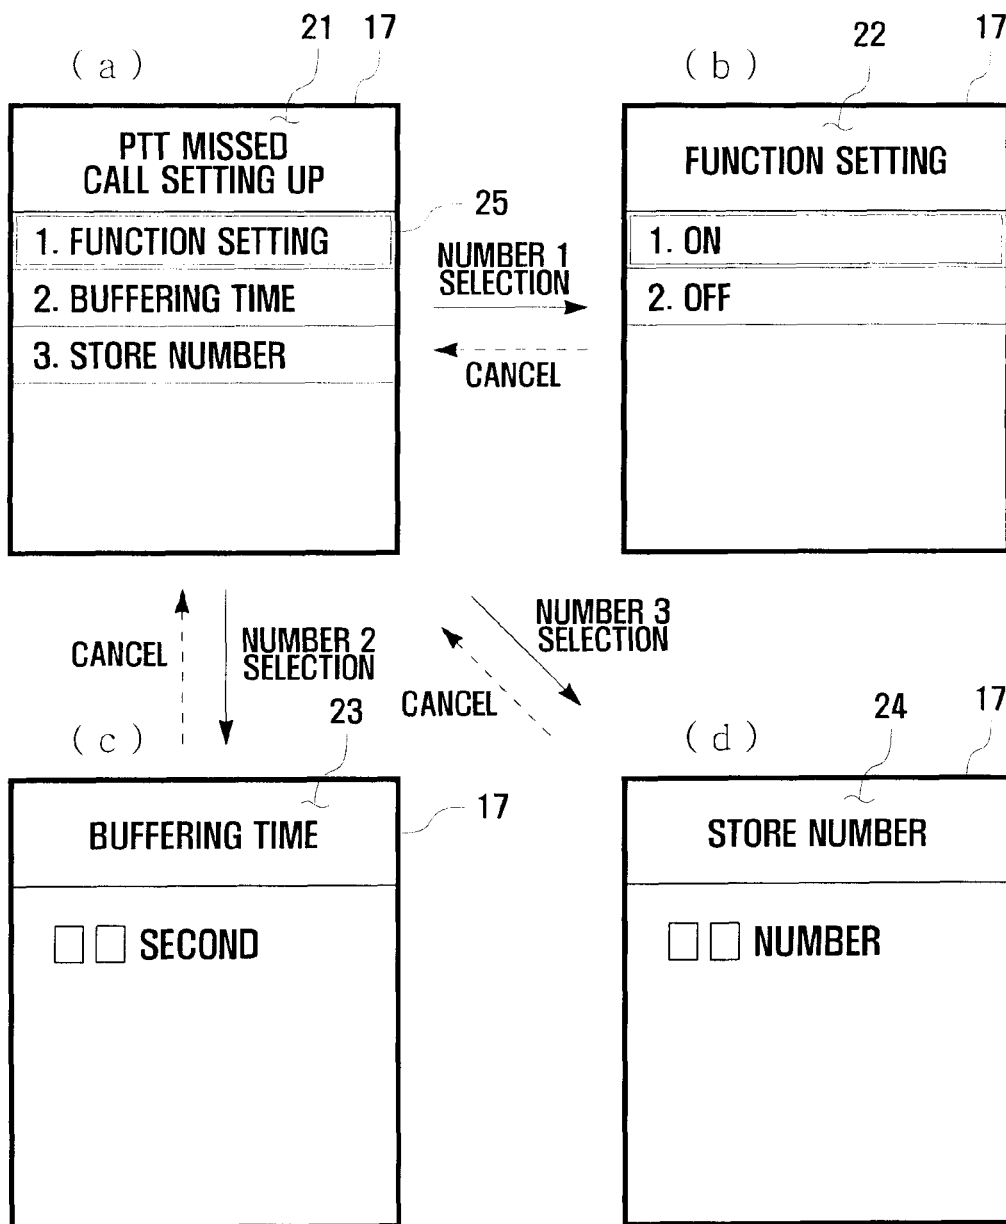 21
17
(a)
PTT MISSED
CALL SETTING UP
1. FUNCTION SETTING
2. BUFFERING TIME
3. STORE NUMBER
25
NUMBER 1
SELECTION
CANCEL
22
17
(b)
FUNCTION SETTING
1. ON
2. OFF
CANCEL
NUMBER 2
SELECTION
NUMBER 3
SELECTION
CANCEL
(c)
23
BUFFERING TIME
17
□□ SECOND
(d)
24
17
STORE NUMBER
□□ NUMBER